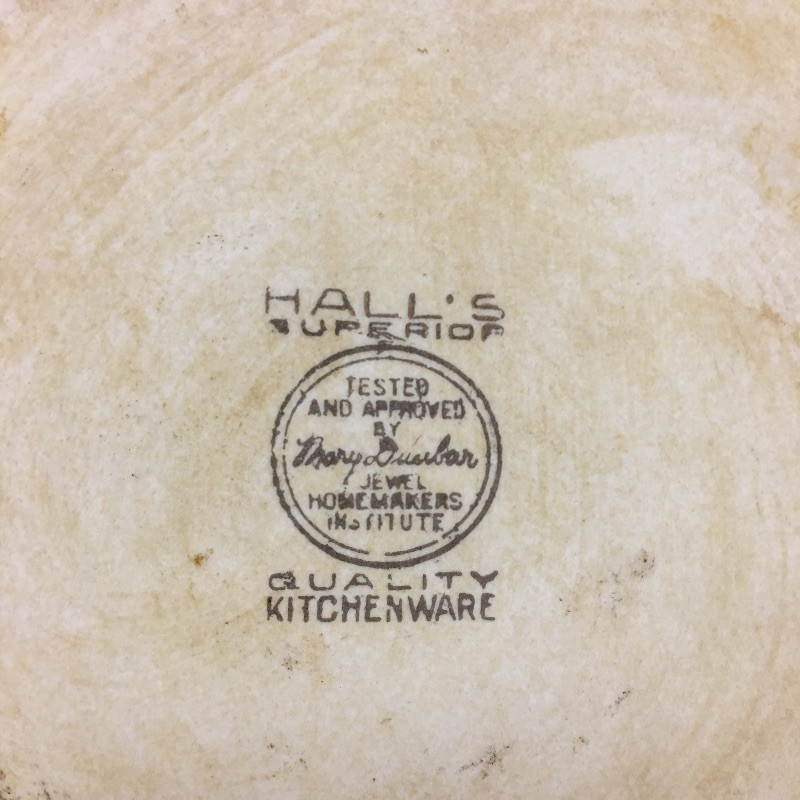 HALL'S
SUPERIOR
TESTED
AND APPROVED
BY
Mary Dunbar
JEWEL
HOMEMAKERS
INSTITUTE
QUALITY
KITCHENWARE